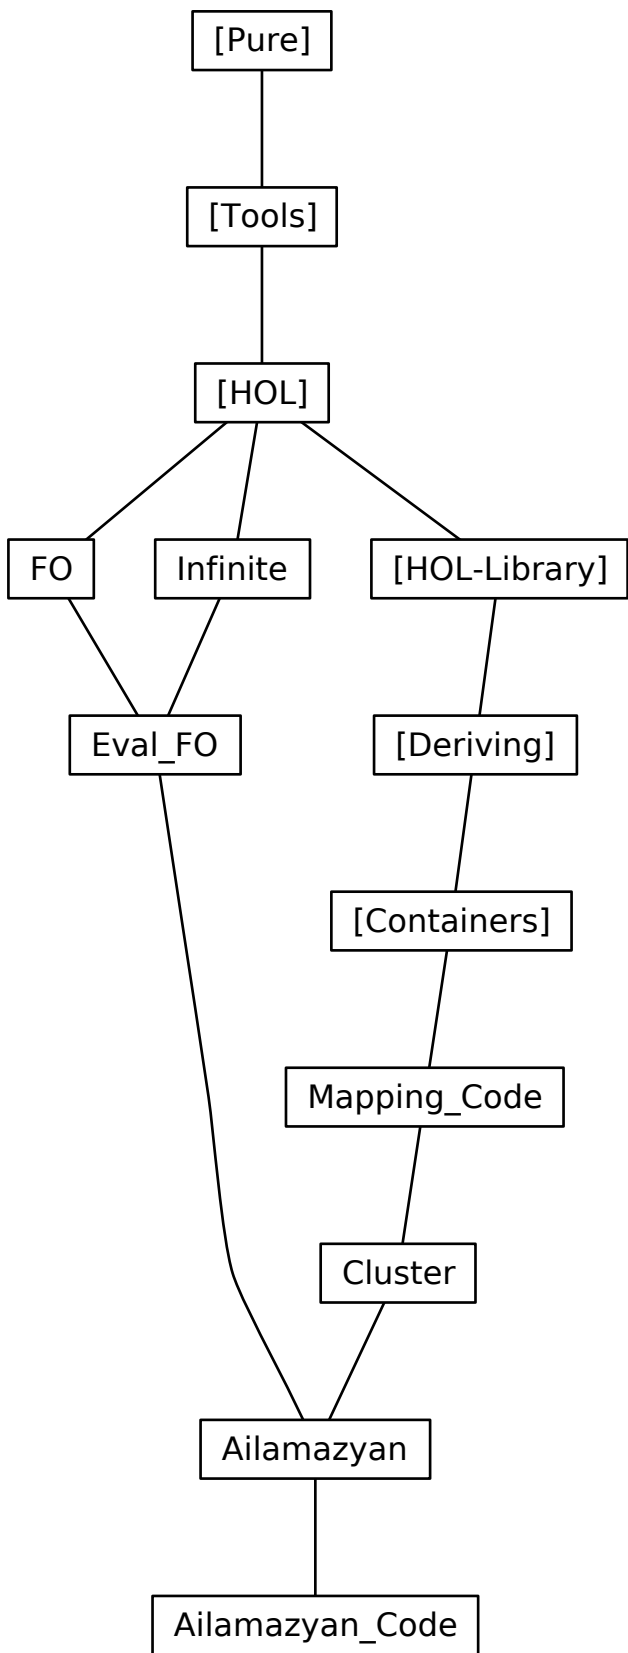 [Pure]
[Tools]
[HOL]
FO
Infinite
[HOL-Library]
Eval_FO
[Deriving]
[Containers]
Mapping_Code
Cluster
Ailamazyan
Ailamazyan_Code